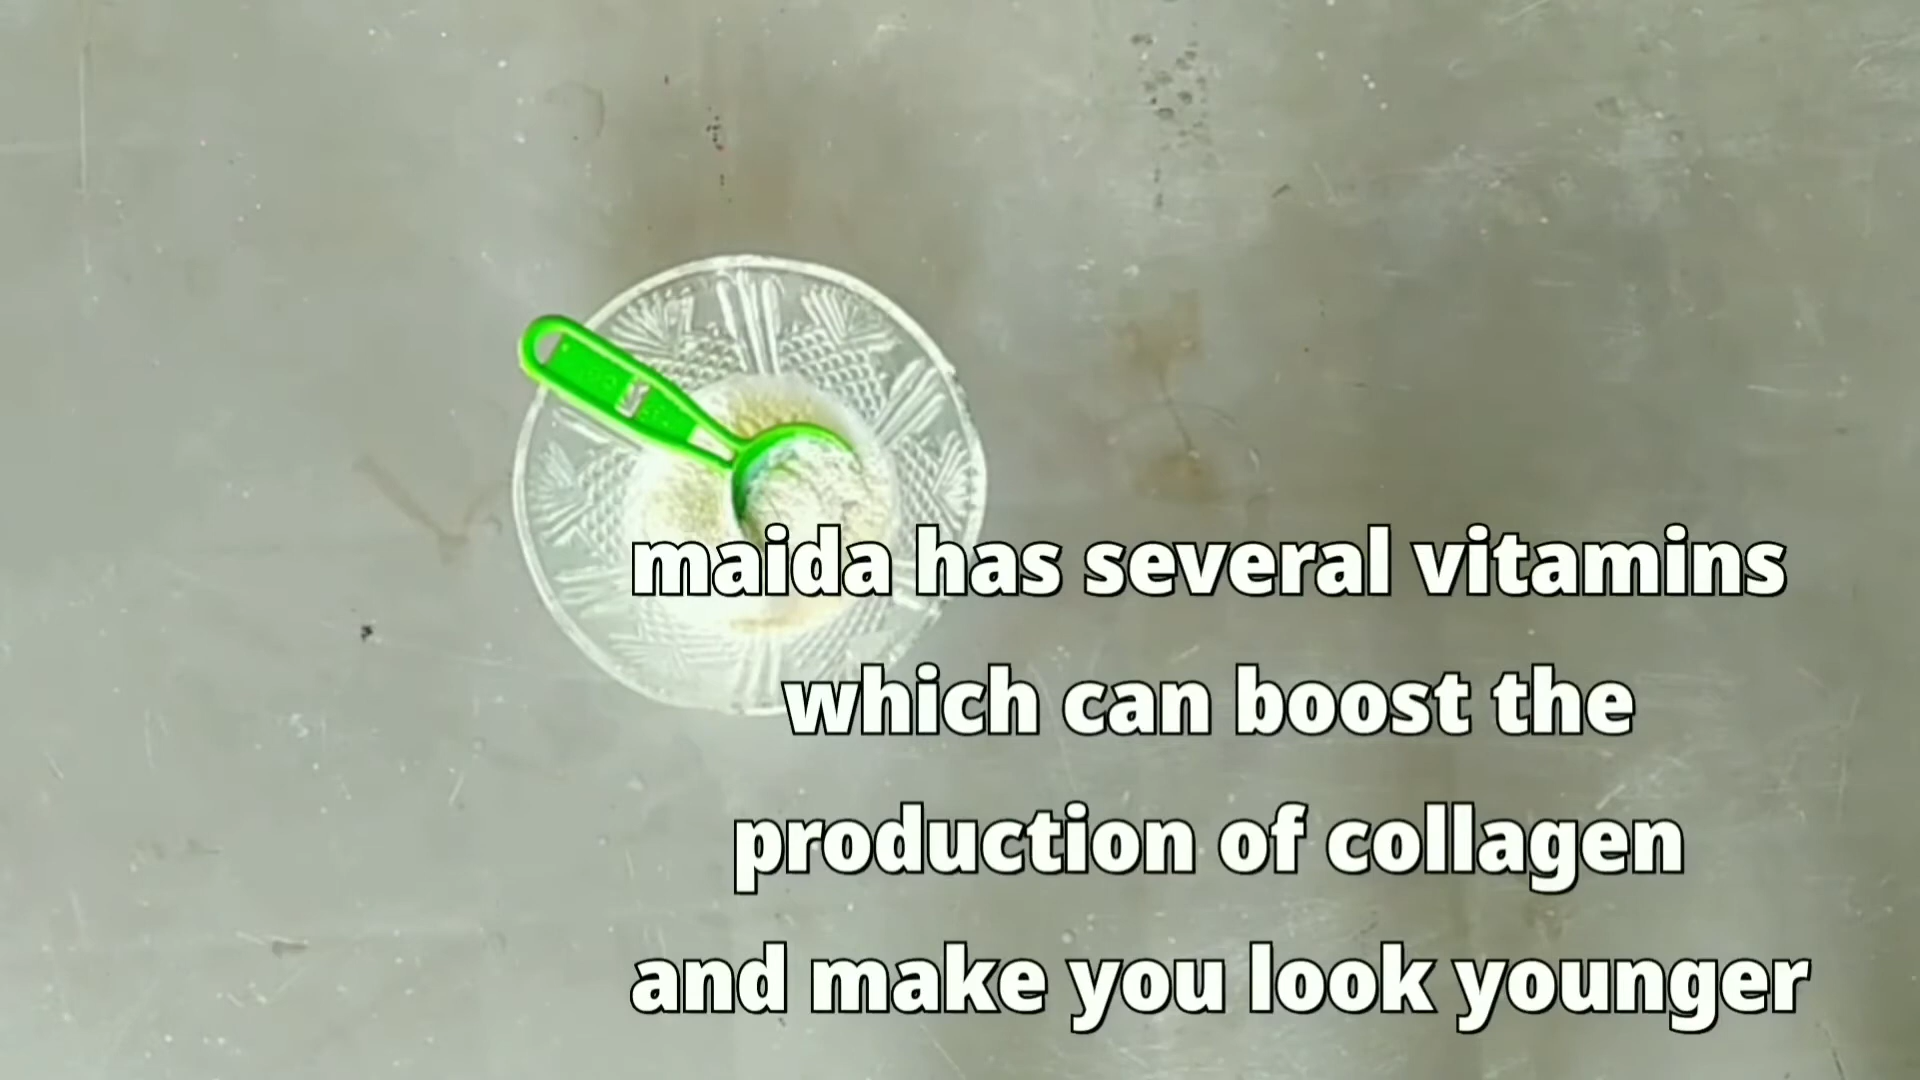 maida has several vitamins
which can boost the
production of collagen
and make you look younger